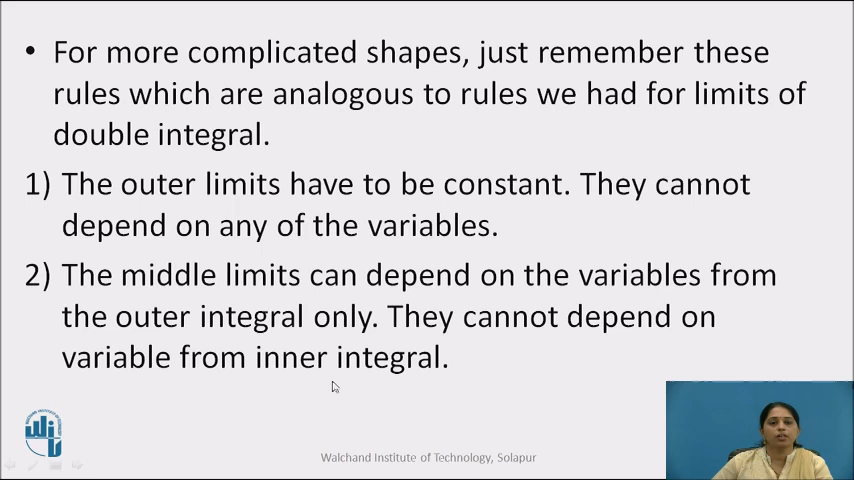 • For more complicated shapes, just remember these
rules which are analogous to rules we had for limits of
double integral.
1) The outer limits have to be constant. They cannot
depend on any of the variables.
2) The middle limits can depend on the variables from
the outer integral only. They cannot depend on
variable from inner integral.
Walchand Institute of Technology, Solapur